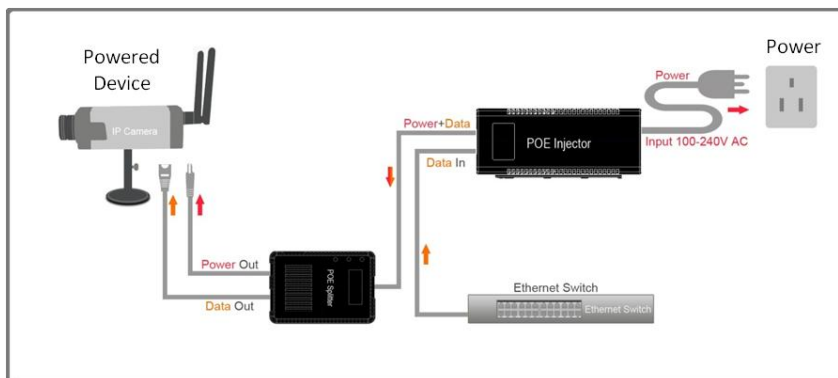 Powered
Device
IP Camera
Power
Power
Input 100-240V AC
Power+Data
POE Injector
Data In
POE Splitter
Power Out
Data Out
Ethernet Switch
Ethernet Switch